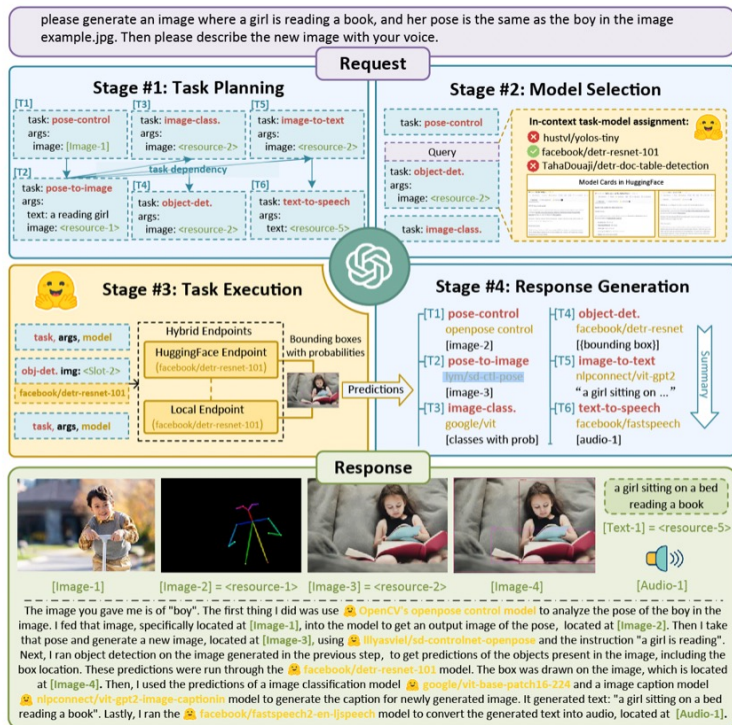 please generate an image where a girl is reading a book, and her pose is the same as the boy in the image
example.jpg. Then please describe the new image with your voice.
Request
Stage #1: Task Planning
[T1]
task: pose-control
args:
image: [Image-1]
[T3]
task: image-class.
args:
image: <resource-2>
[T5]
task: image-to-text
args:
image: <resource-2>
task dependency
[T2]
task: pose-to-image
args:
text: a reading girl
image: <resource-1>
[T4]
task: object-det.
args:
image: <resource-2>
[T6]
task: text-to-speech
args:
text: <resource-5>
Stage #2: Model Selection
task: pose-control
Query
task: object-det.
args:
image: <resource-2>
task: image-class.
In-context task-model assignment:
hustvl/yolos-tiny
facebook/detr-resnet-101
TahaDouaji/detr-doc-table-detection
Model Cards in HuggingFace
Stage #3: Task Execution
task, args, model
obj-det. img: <Slot-2>
facebook/detr-resnet-101
task, args, model
Hybrid Endpoints
HuggingFace Endpoint
(facebook/detr-resnet-101)
Local Endpoint
(facebook/detr-resnet-101)
Bounding boxes
with probabilities
Predictions
Stage #4: Response Generation
[T1] pose-control
openpose control
[image-2]
[T2] pose-to-image
lym/sd-ctl-pose
[image-3]
[T3] image-class.
google/vit
[classes with prob]
[T4] object-det.
facebook/detr-resnet
[{bounding box}]
[T5] image-to-text
nlpconnect/vit-gpt2
"a girl sitting on ..."
[T6] text-to-speech
facebook/fastspeech
[audio-1]
Summary
Response
[Image-1]
[Image-2] = <resource-1>
[Image-3] = <resource-2>
[Image-4]
a girl sitting on a bed
reading a book
[Text-1] = <resource-5>
[Audio-1]
The image you gave me is of "boy". The first thing I did was use OpenCV's openpose control model to analyze the pose of the boy in the
image. I fed that image, specifically located at [Image-1], into the model to get an output image of the pose, located at [Image-2]. Then I take
that pose and generate a new image, located at [Image-3], using lllyasviel/sd-controlnet-openpose and the instruction "a girl is reading".
Next, I ran object detection on the image generated in the previous step, to get predictions of the objects present in the image, including the
box location. These predictions were run through the facebook/detr-resnet-101 model. The box was drawn on the image, which is located
at [Image-4]. Then, I used the predictions of a image classification model google/vit-base-patch16-224 and a image caption model
nlpconnect/vit-gpt2-image-captionin model to generate the caption for newly generated image. It generated text: "a girl sitting on a bed
reading a book". Lastly, I ran the facebook/fastspeech2-en-ljspeech model to convert the generated text into audio, located at [Audio-1].